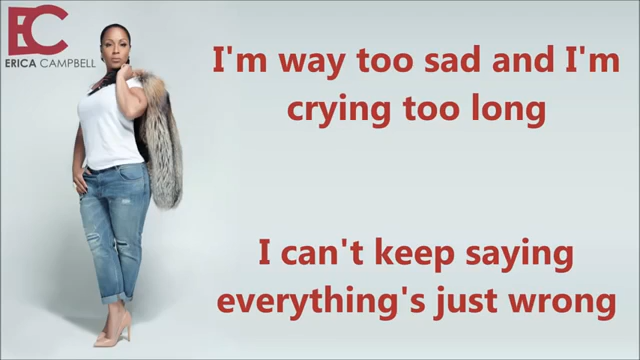 EC
ERICA CAMPBELL
I'm way too sad and I'm
crying too long
I can't keep saying
everything's just wrong